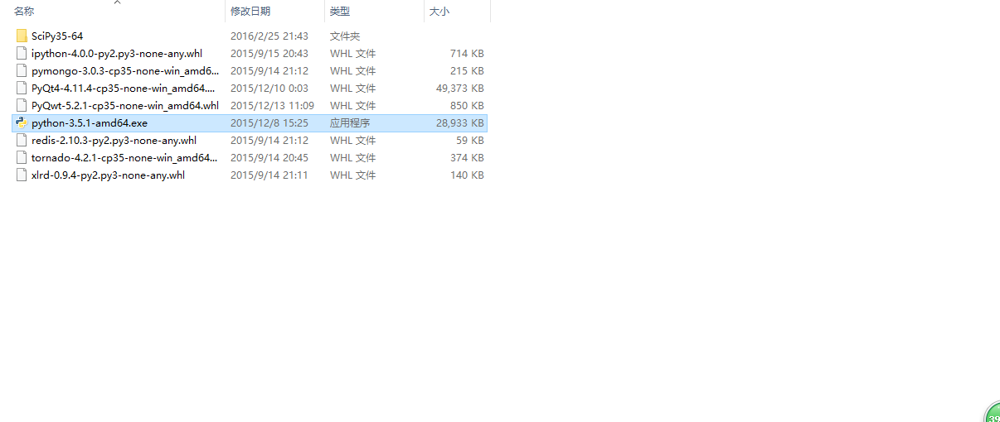 名称 修改日期 类型 大小
SciPy35-64 2016/2/25 21:43 文件夹
ipython-4.0.0-py2.py3-none-any.whl 2015/9/15 20:43 WHL 文件 714 KB
pymongo-3.0.3-cp35-none-win_amd6... 2015/9/14 21:12 WHL 文件 215 KB
PyQt4-4.11.4-cp35-none-win_amd64.... 2015/12/10 0:03 WHL 文件 49,373 KB
PyQwt-5.2.1-cp35-none-win_amd64.whl 2015/12/13 11:09 WHL 文件 850 KB
python-3.5.1-amd64.exe 2015/12/8 15:25 应用程序 28,933 KB
redis-2.10.3-py2.py3-none-any.whl 2015/9/14 21:12 WHL 文件 59 KB
tornado-4.2.1-cp35-none-win_amd64... 2015/9/14 20:45 WHL 文件 374 KB
xlrd-0.9.4-py2.py3-none-any.whl 2015/9/14 21:11 WHL 文件 140 KB